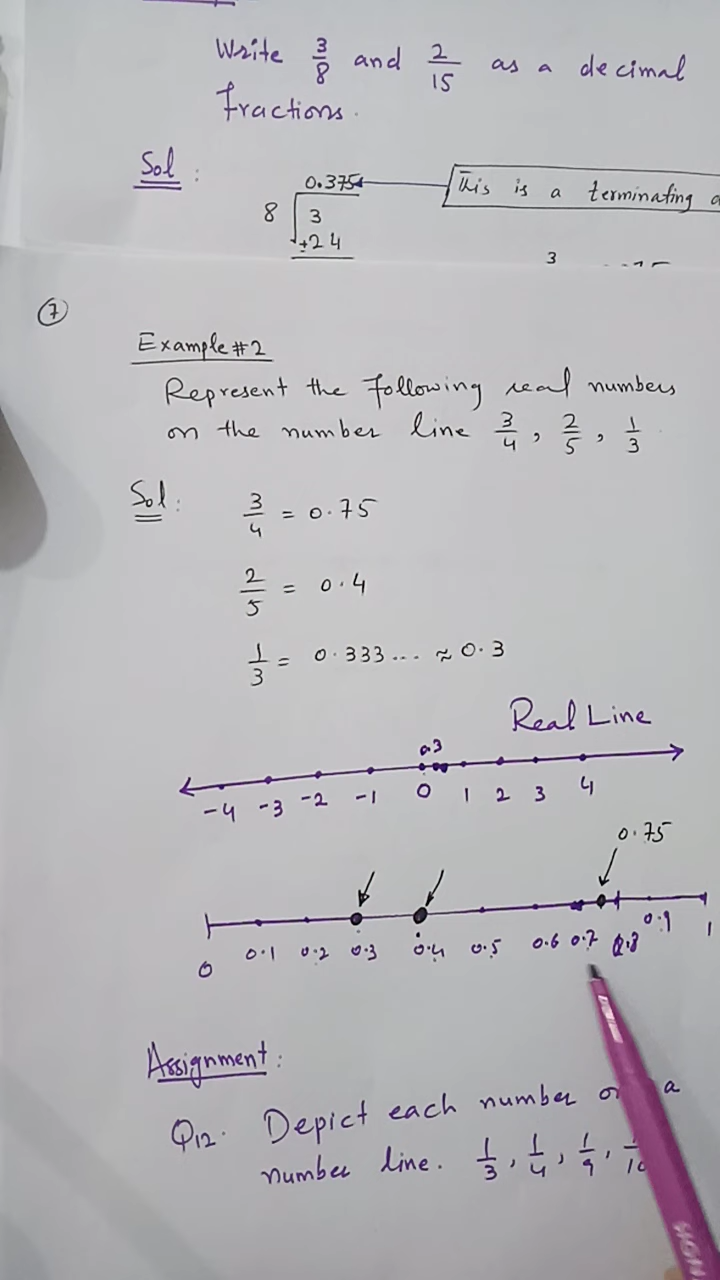 Write 3/8 and 2/15 as a decimal
fractions.
Sol :
0.375
This is a terminating
8 3
24
3
7
Example #2
Represent the following real numbers
on the number line 3/4 , 2/5 , 1/3
Sol :
3/4 = 0.75
2/5 = 0.4
1/3 = 0.333... ≈ 0.3
Real Line
0.3
-4 -3 -2 -1 0 1 2 3 4
0.75
0 0.1 0.2 0.3 0.4 0.5 0.6 0.7 0.8 0.9 1
Assignment :
Q12. Depict each number a
number line. 1/3 , 1/4 , 1/9 ,
SIGN